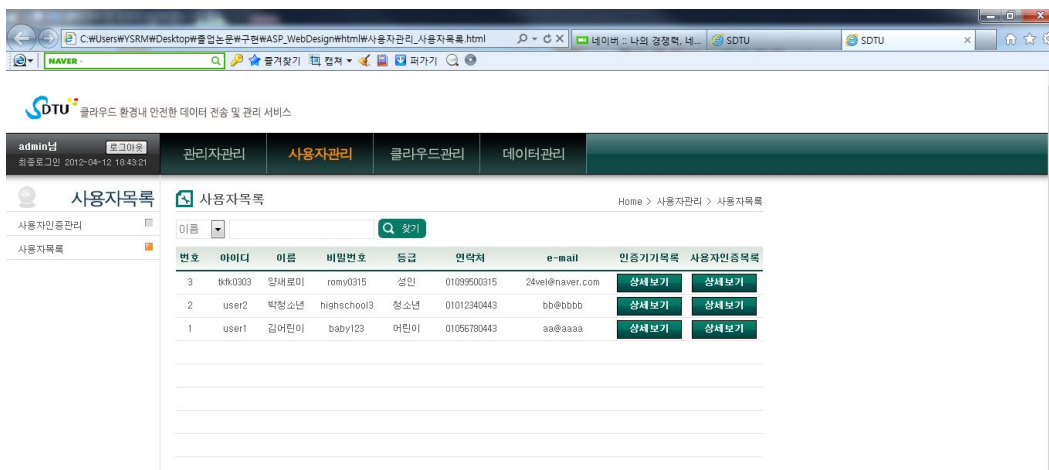 C:₩Users₩YSRM₩Desktop₩졸업논문₩구현₩ASP_WebDesign₩html₩사용자관리_사용자목록.html
네이버 :: 나의 경쟁력, 네... SDTU SDTU
NAVER 즐겨찾기 캡쳐 퍼가기
SDTU 클라우드 환경내 안전한 데이터 전송 및 관리 서비스
admin님 로그아웃
최종로그인 2012-04-12 18:43:21
관리자관리 사용자관리 클라우드관리 데이터관리
사용자목록
사용자인증관리
사용자목록
사용자목록 Home > 사용자관리 > 사용자목록
이름 찾기
번호 아이디 이름 비밀번호 등급 연락처 e-mail 인증기기목록 사용자인증목록
3 tkfk0303 양새로미 romy0315 성인 01099500315 24vel@naver.com 상세보기 상세보기
2 user2 박청소년 highschool3 청소년 01012340443 bb@bbbb 상세보기 상세보기
1 user1 김어린이 baby123 어린이 01056780443 aa@aaaa 상세보기 상세보기